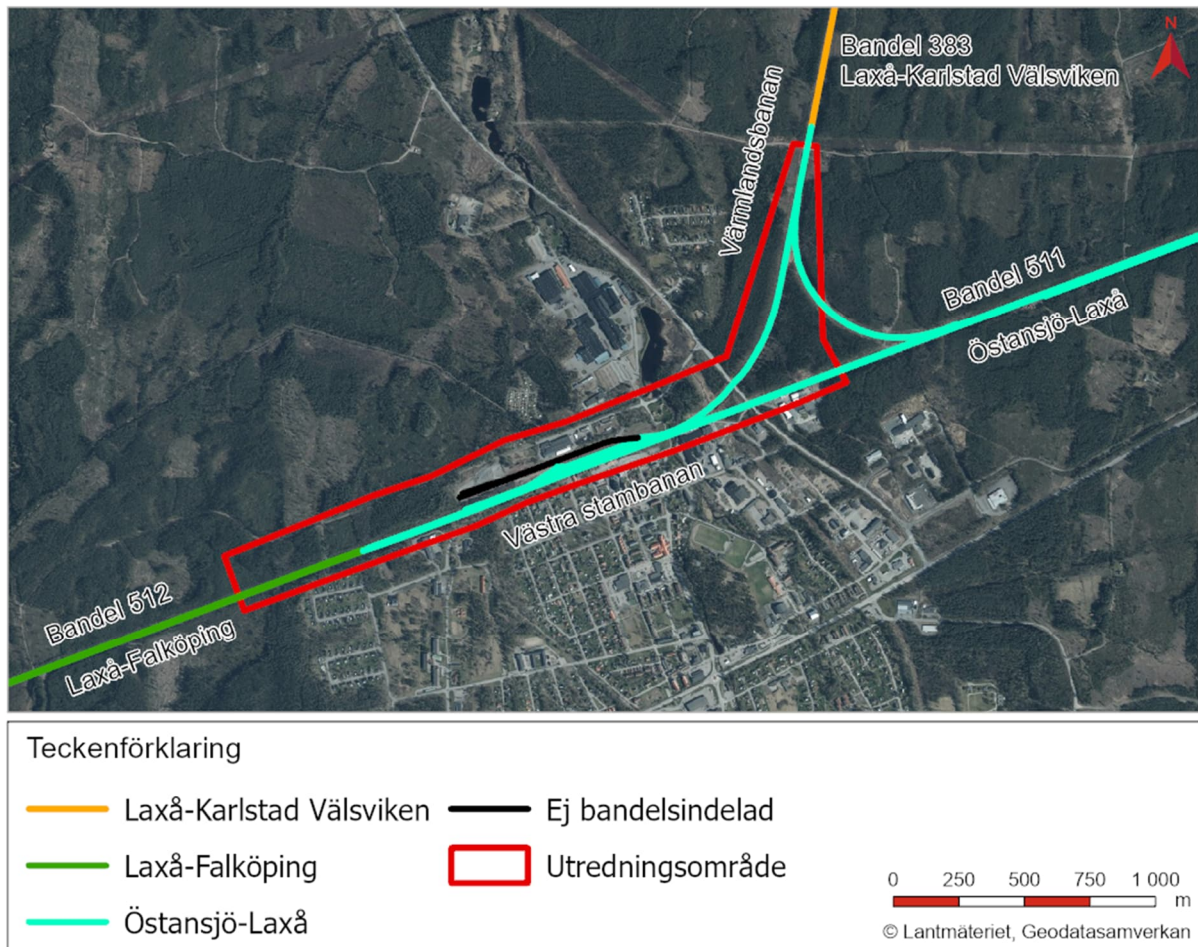 N
Bandel 383
Laxå-Karlstad Välsviken
Värmlandsbanan
Bandel 511
Östansjö-Laxå
Västra stambanan
Bandel 512
Laxå-Falköping
Teckenförklaring
Laxå-Karlstad Välsviken
Ej bandelsindelad
Laxå-Falköping
Utredningsområde
Östansjö-Laxå
0 250 500 750 1 000
m
© Lantmäteriet, Geodatasamverkan